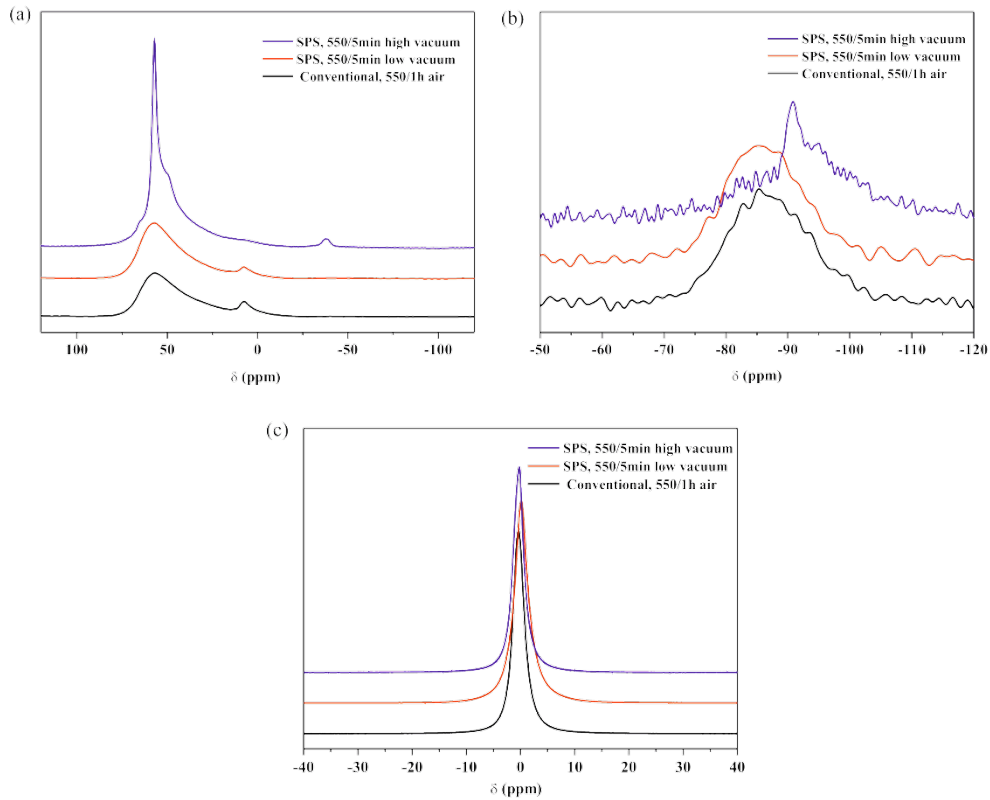 (a)
SPS, 550/5min high vacuum
SPS, 550/5min low vacuum
Conventional, 550/1h air
100 50 0 -50 -100
δ (ppm)
(b)
SPS, 550/5min high vacuum
SPS, 550/5min low vacuum
Conventional, 550/1h air
-50 -60 -70 -80 -90 -100 -110 -120
δ (ppm)
(c)
SPS, 550/5min high vacuum
SPS, 550/5min low vacuum
Conventional, 550/1h air
-40 -30 -20 -10 0 10 20 30 40
δ (ppm)